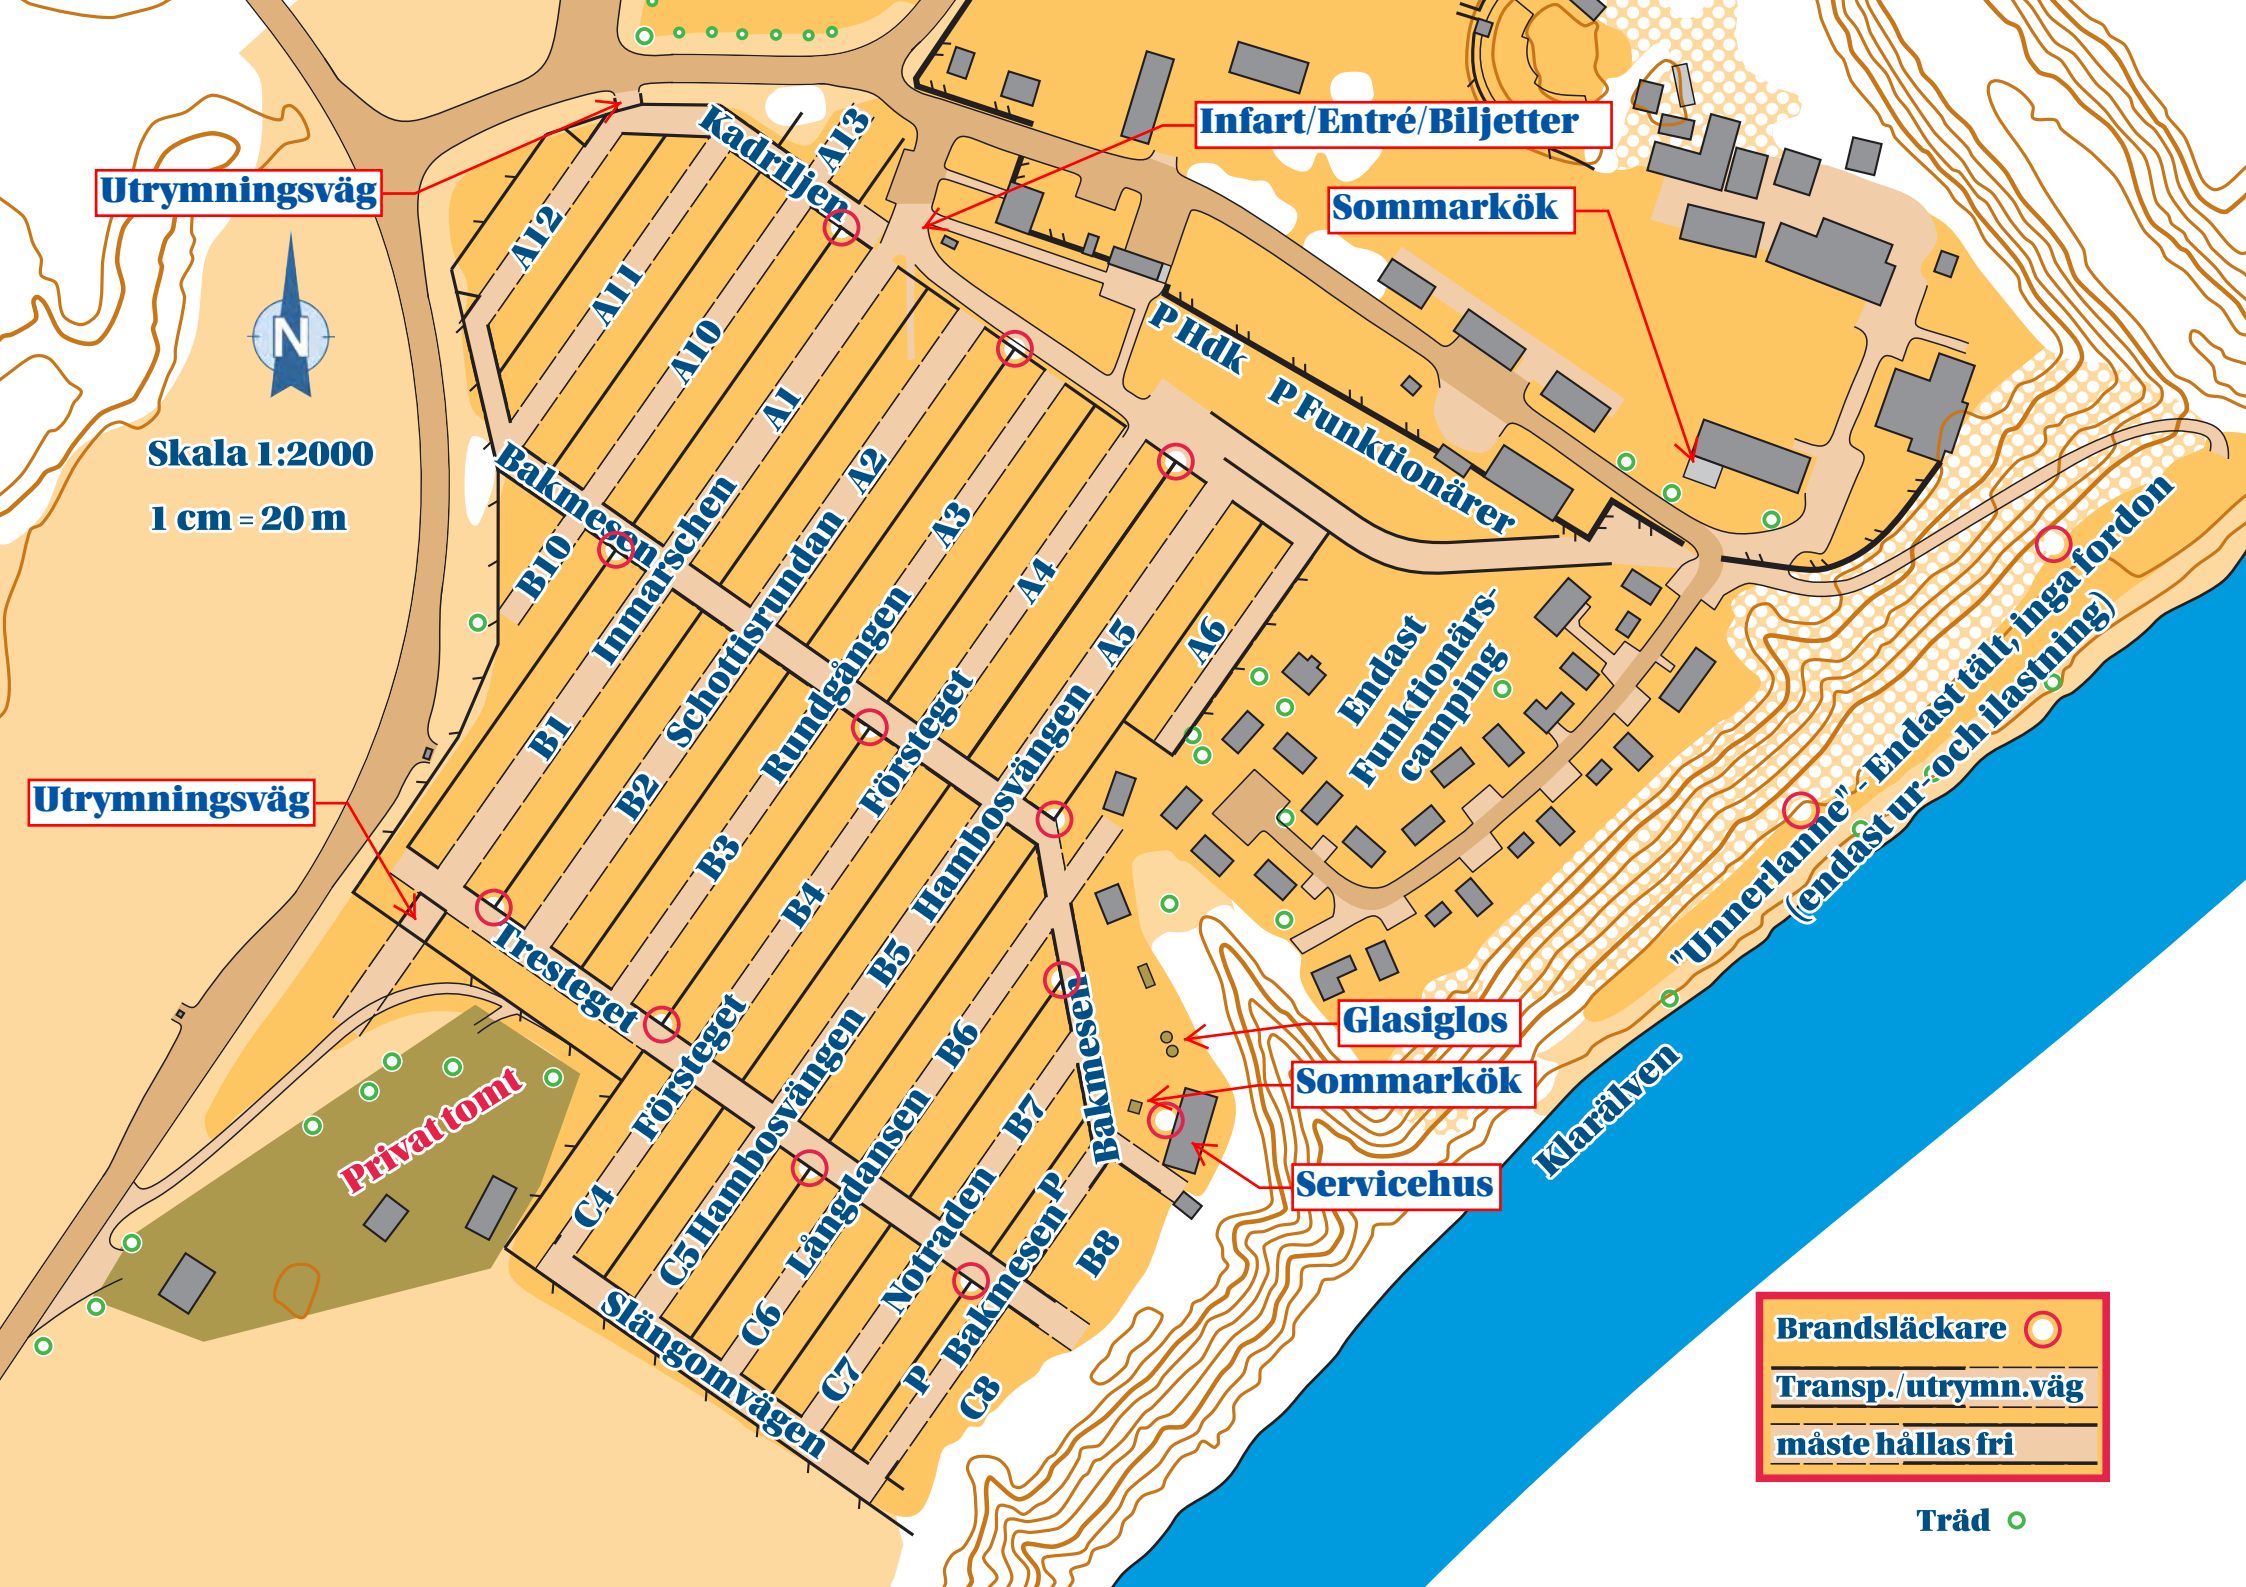 Kadriljen
A13
Infart/Entré/Biljetter
Utrymningsväg
Sommarkök
A12
A11
A10
A1
A2
A3
A4
A5
A6
P Hdk
P Funktionärer
N
Skala 1:2000
1 cm = 20 m
Bakmesen
B10
Inmarschen
Schottisrundan
Rundgången
Försteget
Hambosvängen
Endast
Funktionärs-
camping
"Unnerlanne" - Endast tält, inga fordon
(endast ur- och ilastning)
Utrymningsväg
B1
B2
B3
B4
B5
B6
B7
B8
Tresteget
Bakmesen
Glasiglos
Sommarkök
Servicehus
Klarälven
Privat tomt
Försteget
C4
C5 Hambosvängen
Långdansen
C6
Noträden
C7
P Bakmesen P
C8
Slängomvägen
Brandsläckare
Transp./utrymn.väg
måste hållas fri
Träd